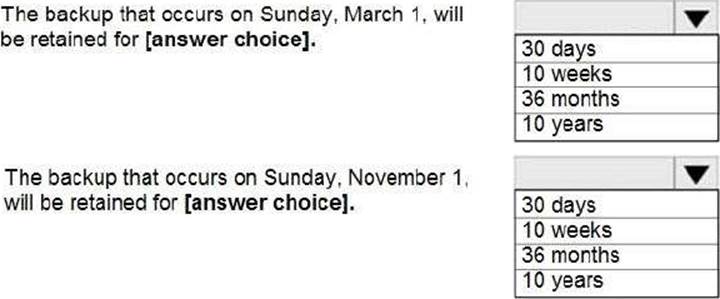 The backup that occurs on Sunday, March 1, will
be retained for [answer choice].
30 days
10 weeks
36 months
10 years
The backup that occurs on Sunday, November 1,
will be retained for [answer choice].
30 days
10 weeks
36 months
10 years